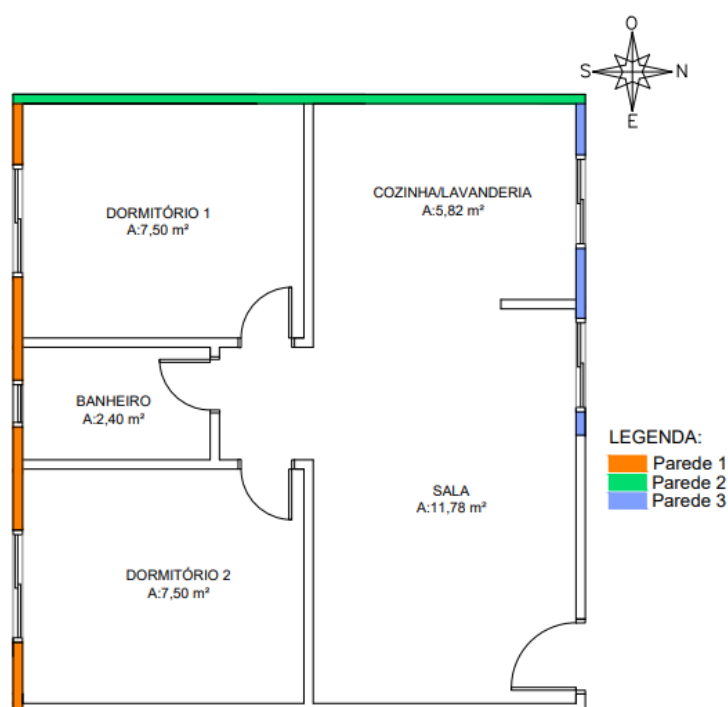 O
S
N
E
DORMITÓRIO 1
A:7,50 m²
COZINHA/LAVANDERIA
A:5,82 m²
BANHEIRO
A:2,40 m²
SALA
A:11,78 m²
DORMITÓRIO 2
A:7,50 m²
LEGENDA:
Parede 1
Parede 2
Parede 3